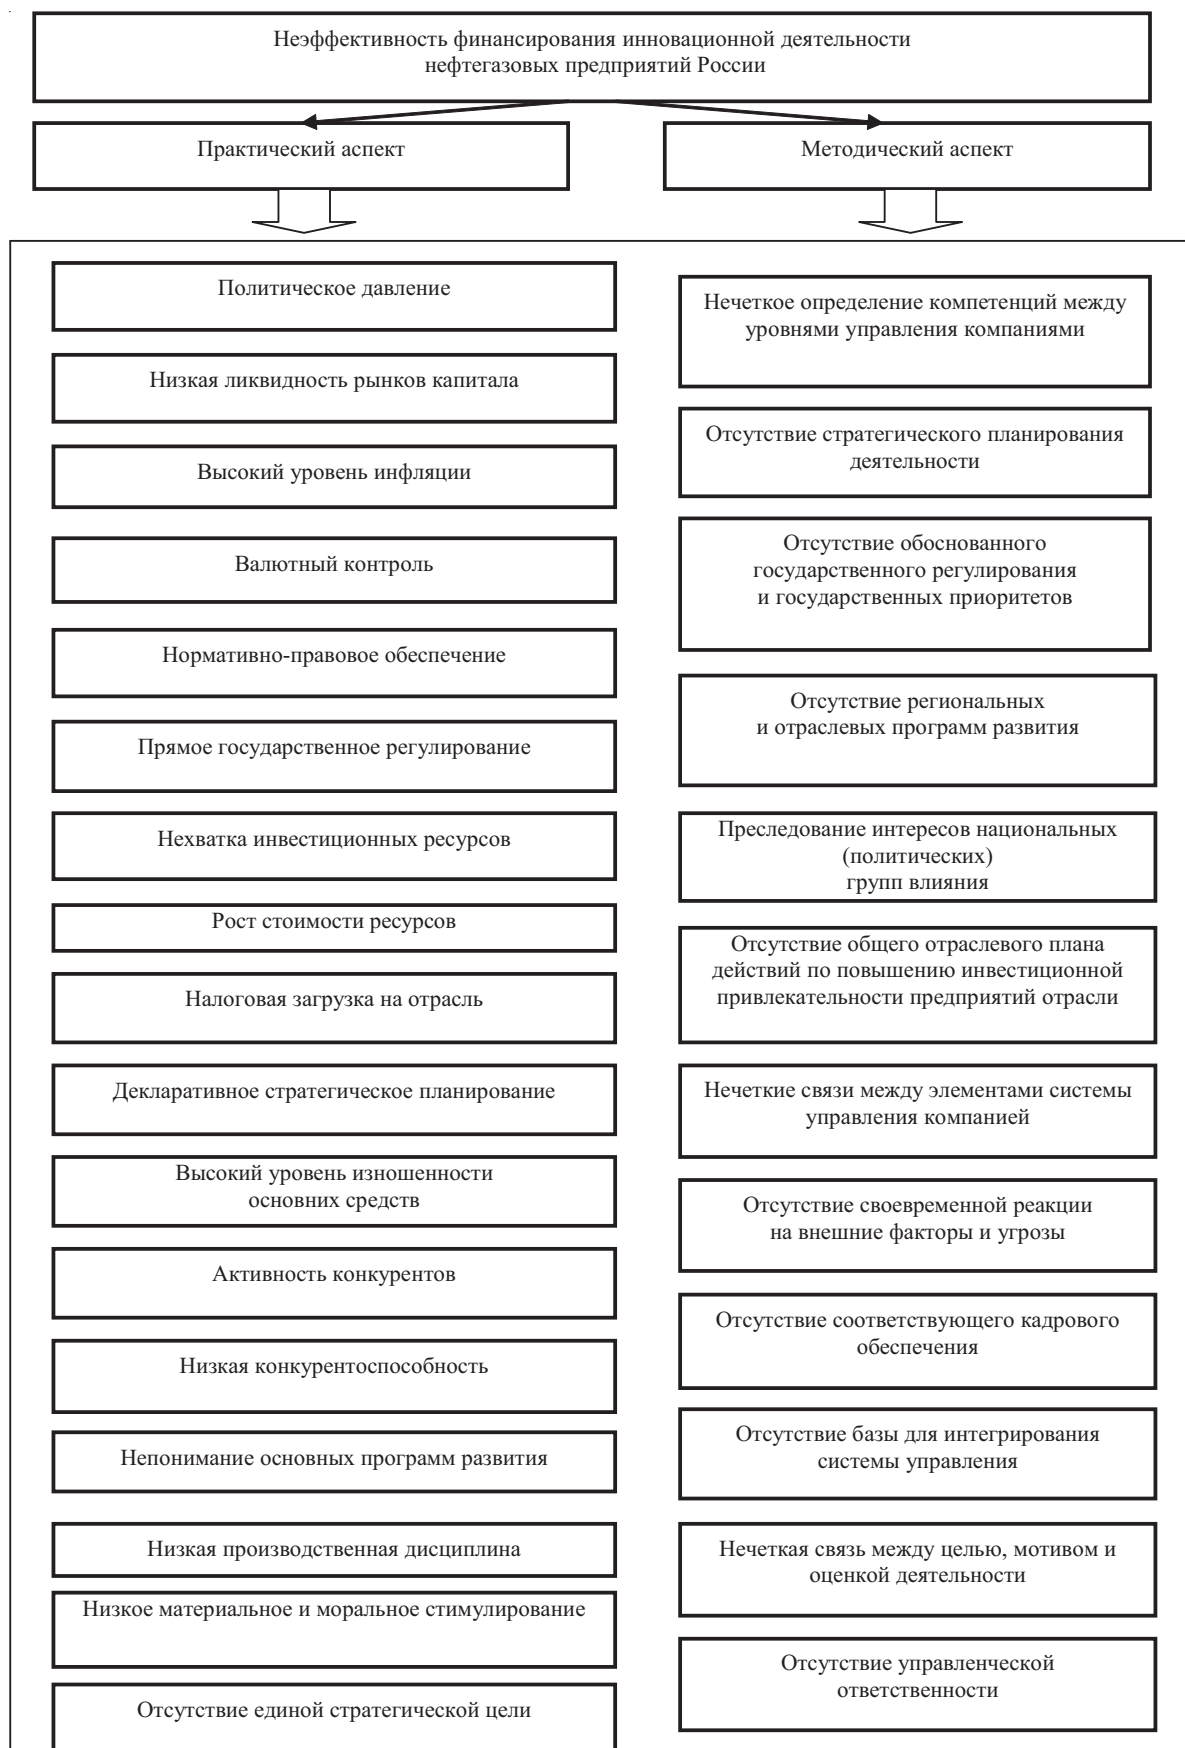 Неэффективность финансирования инновационной деятельности
нефтегазовых предприятий России
Практический аспект
Методический аспект
Политическое давление
Низкая ликвидность рынков капитала
Высокий уровень инфляции
Валютный контроль
Нормативно-правовое обеспечение
Прямое государственное регулирование
Нехватка инвестиционных ресурсов
Рост стоимости ресурсов
Налоговая загрузка на отрасль
Декларативное стратегическое планирование
Высокий уровень изношенности
основних средств
Активность конкурентов
Низкая конкурентоспособность
Непонимание основных программ развития
Низкая производственная дисциплина
Низкое материальное и моральное стимулирование
Отсутствие единой стратегической цели
Нечеткое определение компетенций между
уровнями управления компаниями
Отсутствие стратегического планирования
деятельности
Отсутствие обоснованного
государственного регулирования
и государственных приоритетов
Отсутствие региональных
и отраслевых программ развития
Преследование интересов национальных
(политических)
групп влияния
Отсутствие общего отраслевого плана
действий по повышению инвестиционной
привлекательности предприятий отрасли
Нечеткие связи между элементами системы
управления компанией
Отсутствие своевременной реакции
на внешние факторы и угрозы
Отсутствие соответствующего кадрового
обеспечения
Отсутствие базы для интегрирования
системы управления
Нечеткая связь между целью, мотивом и
оценкой деятельности
Отсутствие управленческой
ответственности